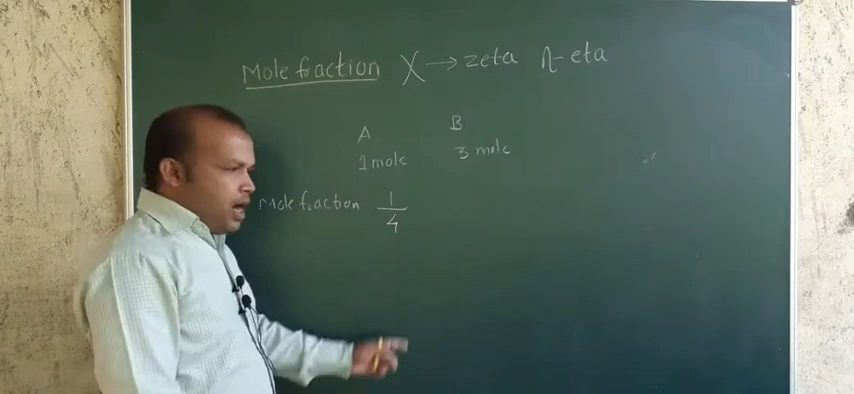 Mole fraction χ → zeta η - eta
A B
1 mole 3 mole
Mole fraction 1/4